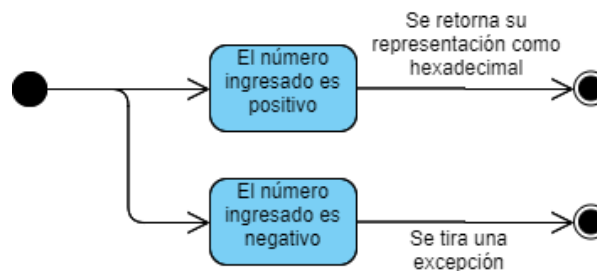 El número
ingresado es
positivo
Se retorna su
representación como
hexadecimal
El número
ingresado es
negativo
Se tira una
excepción